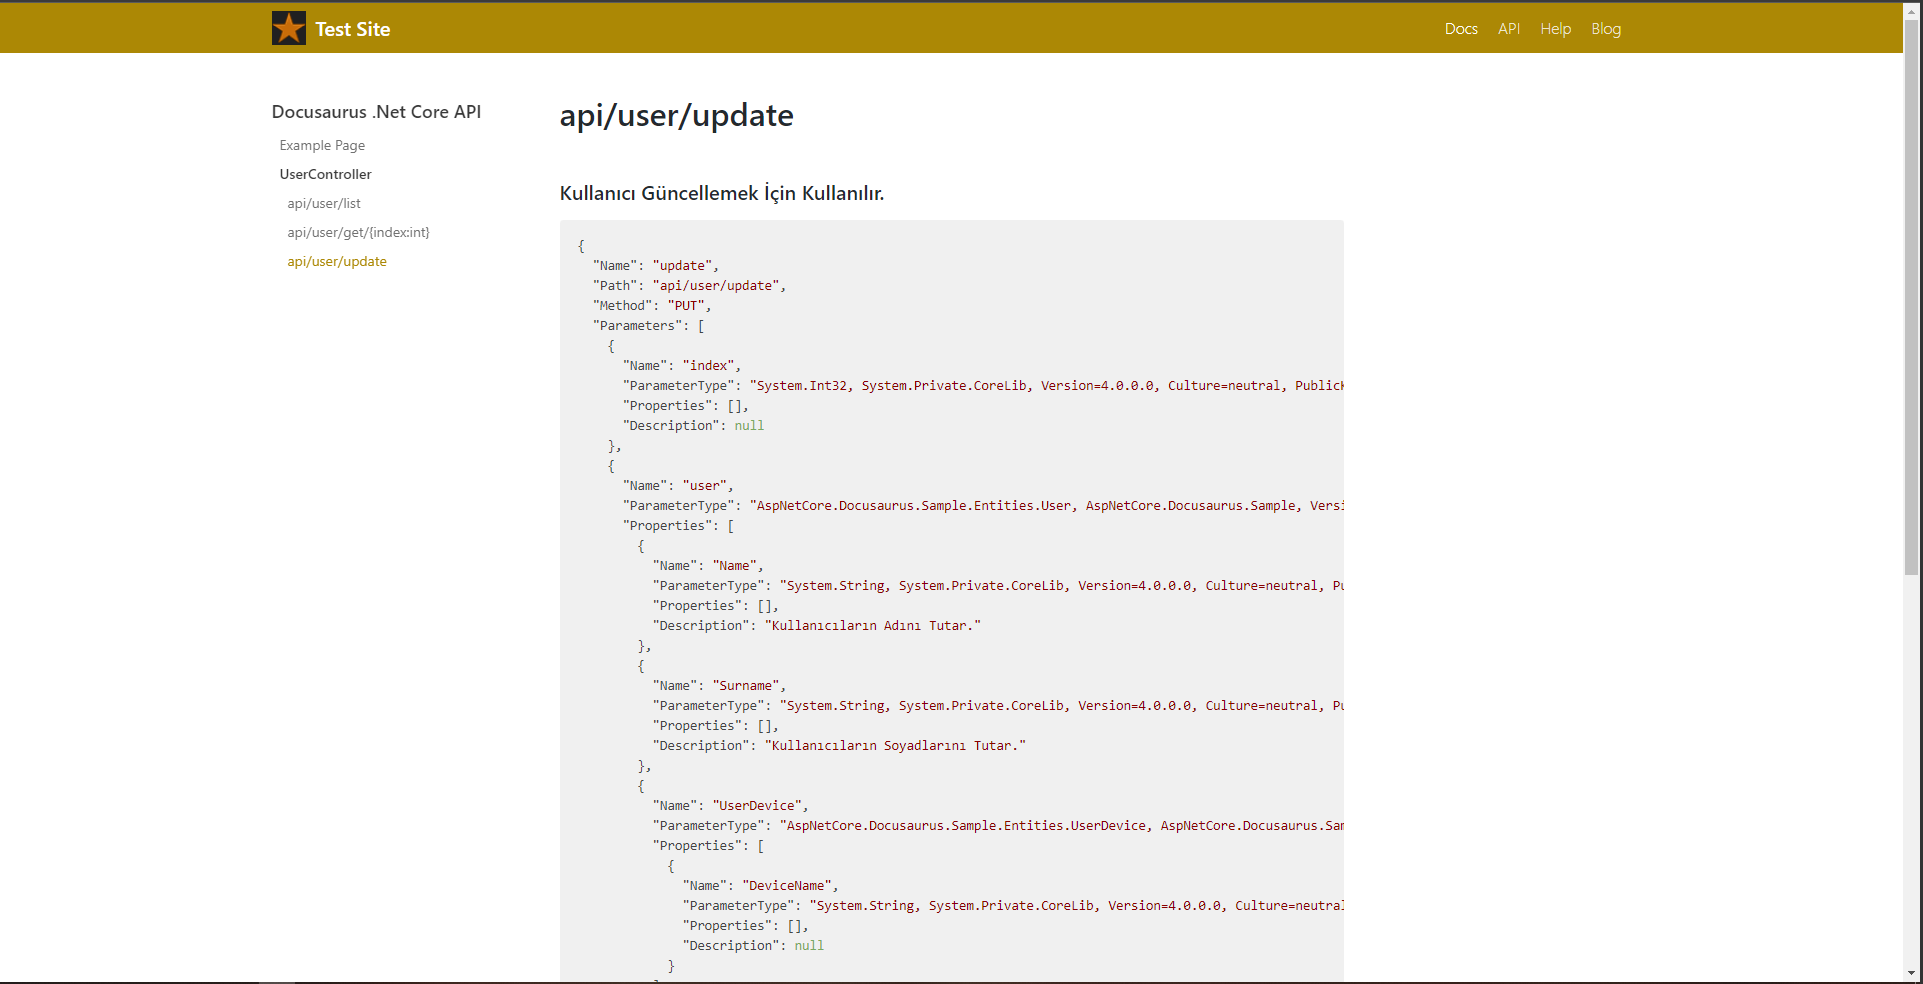 Test Site
Docs API Help Blog
Docusaurus .Net Core API
Example Page
UserController
api/user/list
api/user/get/{index:int}
api/user/update
api/user/update
Kullanıcı Güncellemek İçin Kullanılır.
{
"Name": "update",
"Path": "api/user/update",
"Method": "PUT",
"Parameters": [
{
"Name": "index",
"ParameterType": "System.Int32, System.Private.CoreLib, Version=4.0.0.0, Culture=neutral, Public
"Properties": [],
"Description": null
},
{
"Name": "user",
"ParameterType": "AspNetCore.Docusaurus.Sample.Entities.User, AspNetCore.Docusaurus.Sample, Versi
"Properties": [
{
"Name": "Name",
"ParameterType": "System.String, System.Private.CoreLib, Version=4.0.0.0, Culture=neutral, Pu
"Properties": [],
"Description": "Kullanıcıların Adını Tutar."
},
{
"Name": "Surname",
"ParameterType": "System.String, System.Private.CoreLib, Version=4.0.0.0, Culture=neutral, Pu
"Properties": [],
"Description": "Kullanıcıların Soyadlarını Tutar."
},
{
"Name": "UserDevice",
"ParameterType": "AspNetCore.Docusaurus.Sample.Entities.UserDevice, AspNetCore.Docusaurus.Sam
"Properties": [
{
"Name": "DeviceName",
"ParameterType": "System.String, System.Private.CoreLib, Version=4.0.0.0, Culture=neutral
"Properties": [],
"Description": null
}